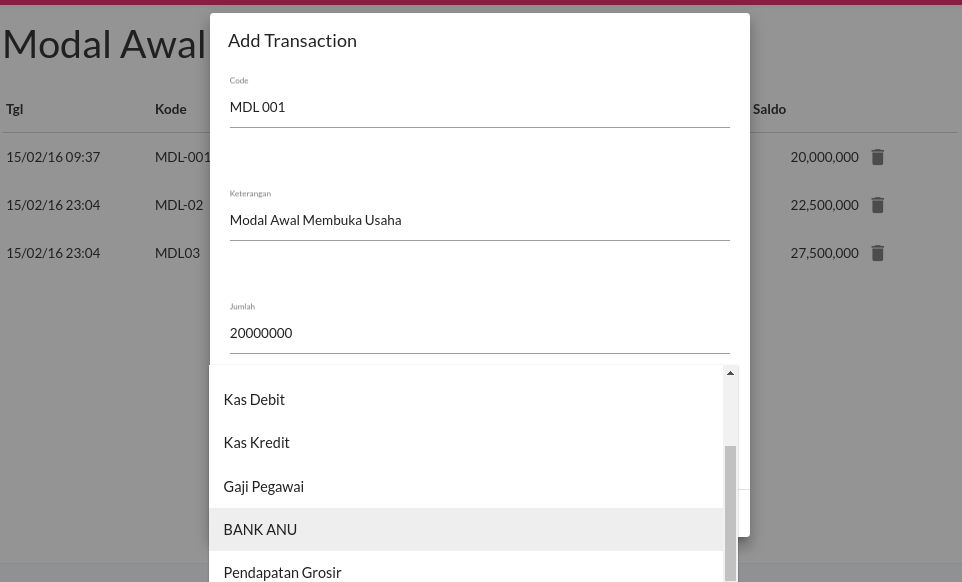 Modal Awal
Add Transaction
Code
MDL 001
Tgl
Kode
Saldo
15/02/16 09:37
MDL-001
20,000,000
Keterangan
Modal Awal Membuka Usaha
15/02/16 23:04
MDL-02
22,500,000
15/02/16 23:04
MDL03
27,500,000
Jumlah
20000000
Kas Debit
Kas Kredit
Gaji Pegawai
BANK ANU
Pendapatan Grosir